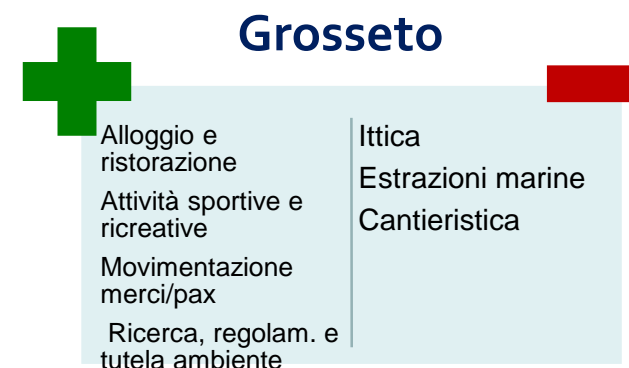 Grosseto
Alloggio e
ristorazione
Attività sportive e
ricreative
Movimentazione
merci/pax
Ricerca, regolam. e
tutela ambiente
Ittica
Estrazioni marine
Cantieristica